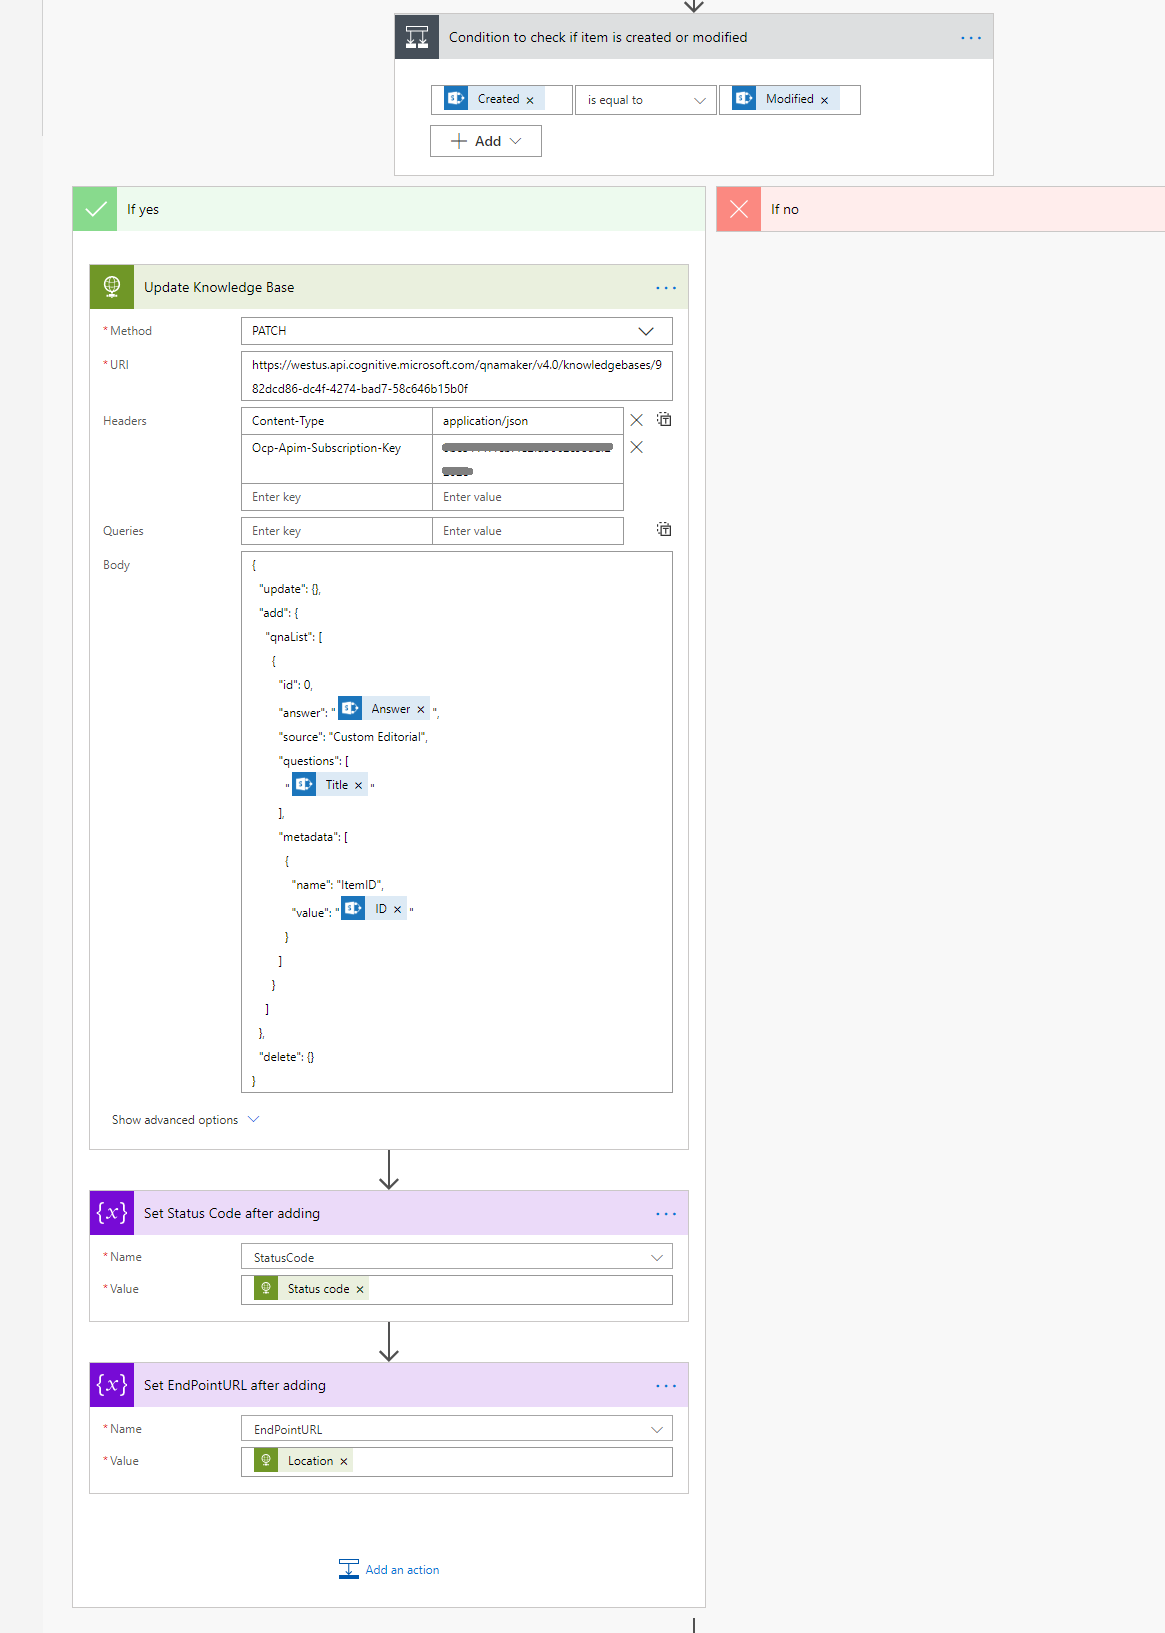 Condition to check if item is created or modified
Created × is equal to Modified ×
Add
If yes
If no
Update Knowledge Base
* Method PATCH
* URI https://westus.api.cognitive.microsoft.com/qnamaker/v4.0/knowledgebases/9
82dcd86-dc4f-4274-bad7-58c646b15b0f
Headers Content-Type application/json
Ocp-Apim-Subscription-Key
Enter key Enter value
Queries Enter key Enter value
Body {
"update": {},
"add": {
"qnaList": [
{
"id": 0,
"answer": " Answer × ",
"source": "Custom Editorial",
"questions": [
" Title × "
],
"metadata": [
{
"name": "ItemID",
"value": " ID × "
}
]
}
]
},
"delete": {}
}
Show advanced options
{x} Set Status Code after adding
* Name StatusCode
* Value Status code ×
{x} Set EndPointURL after adding
* Name EndPointURL
* Value Location ×
Add an action